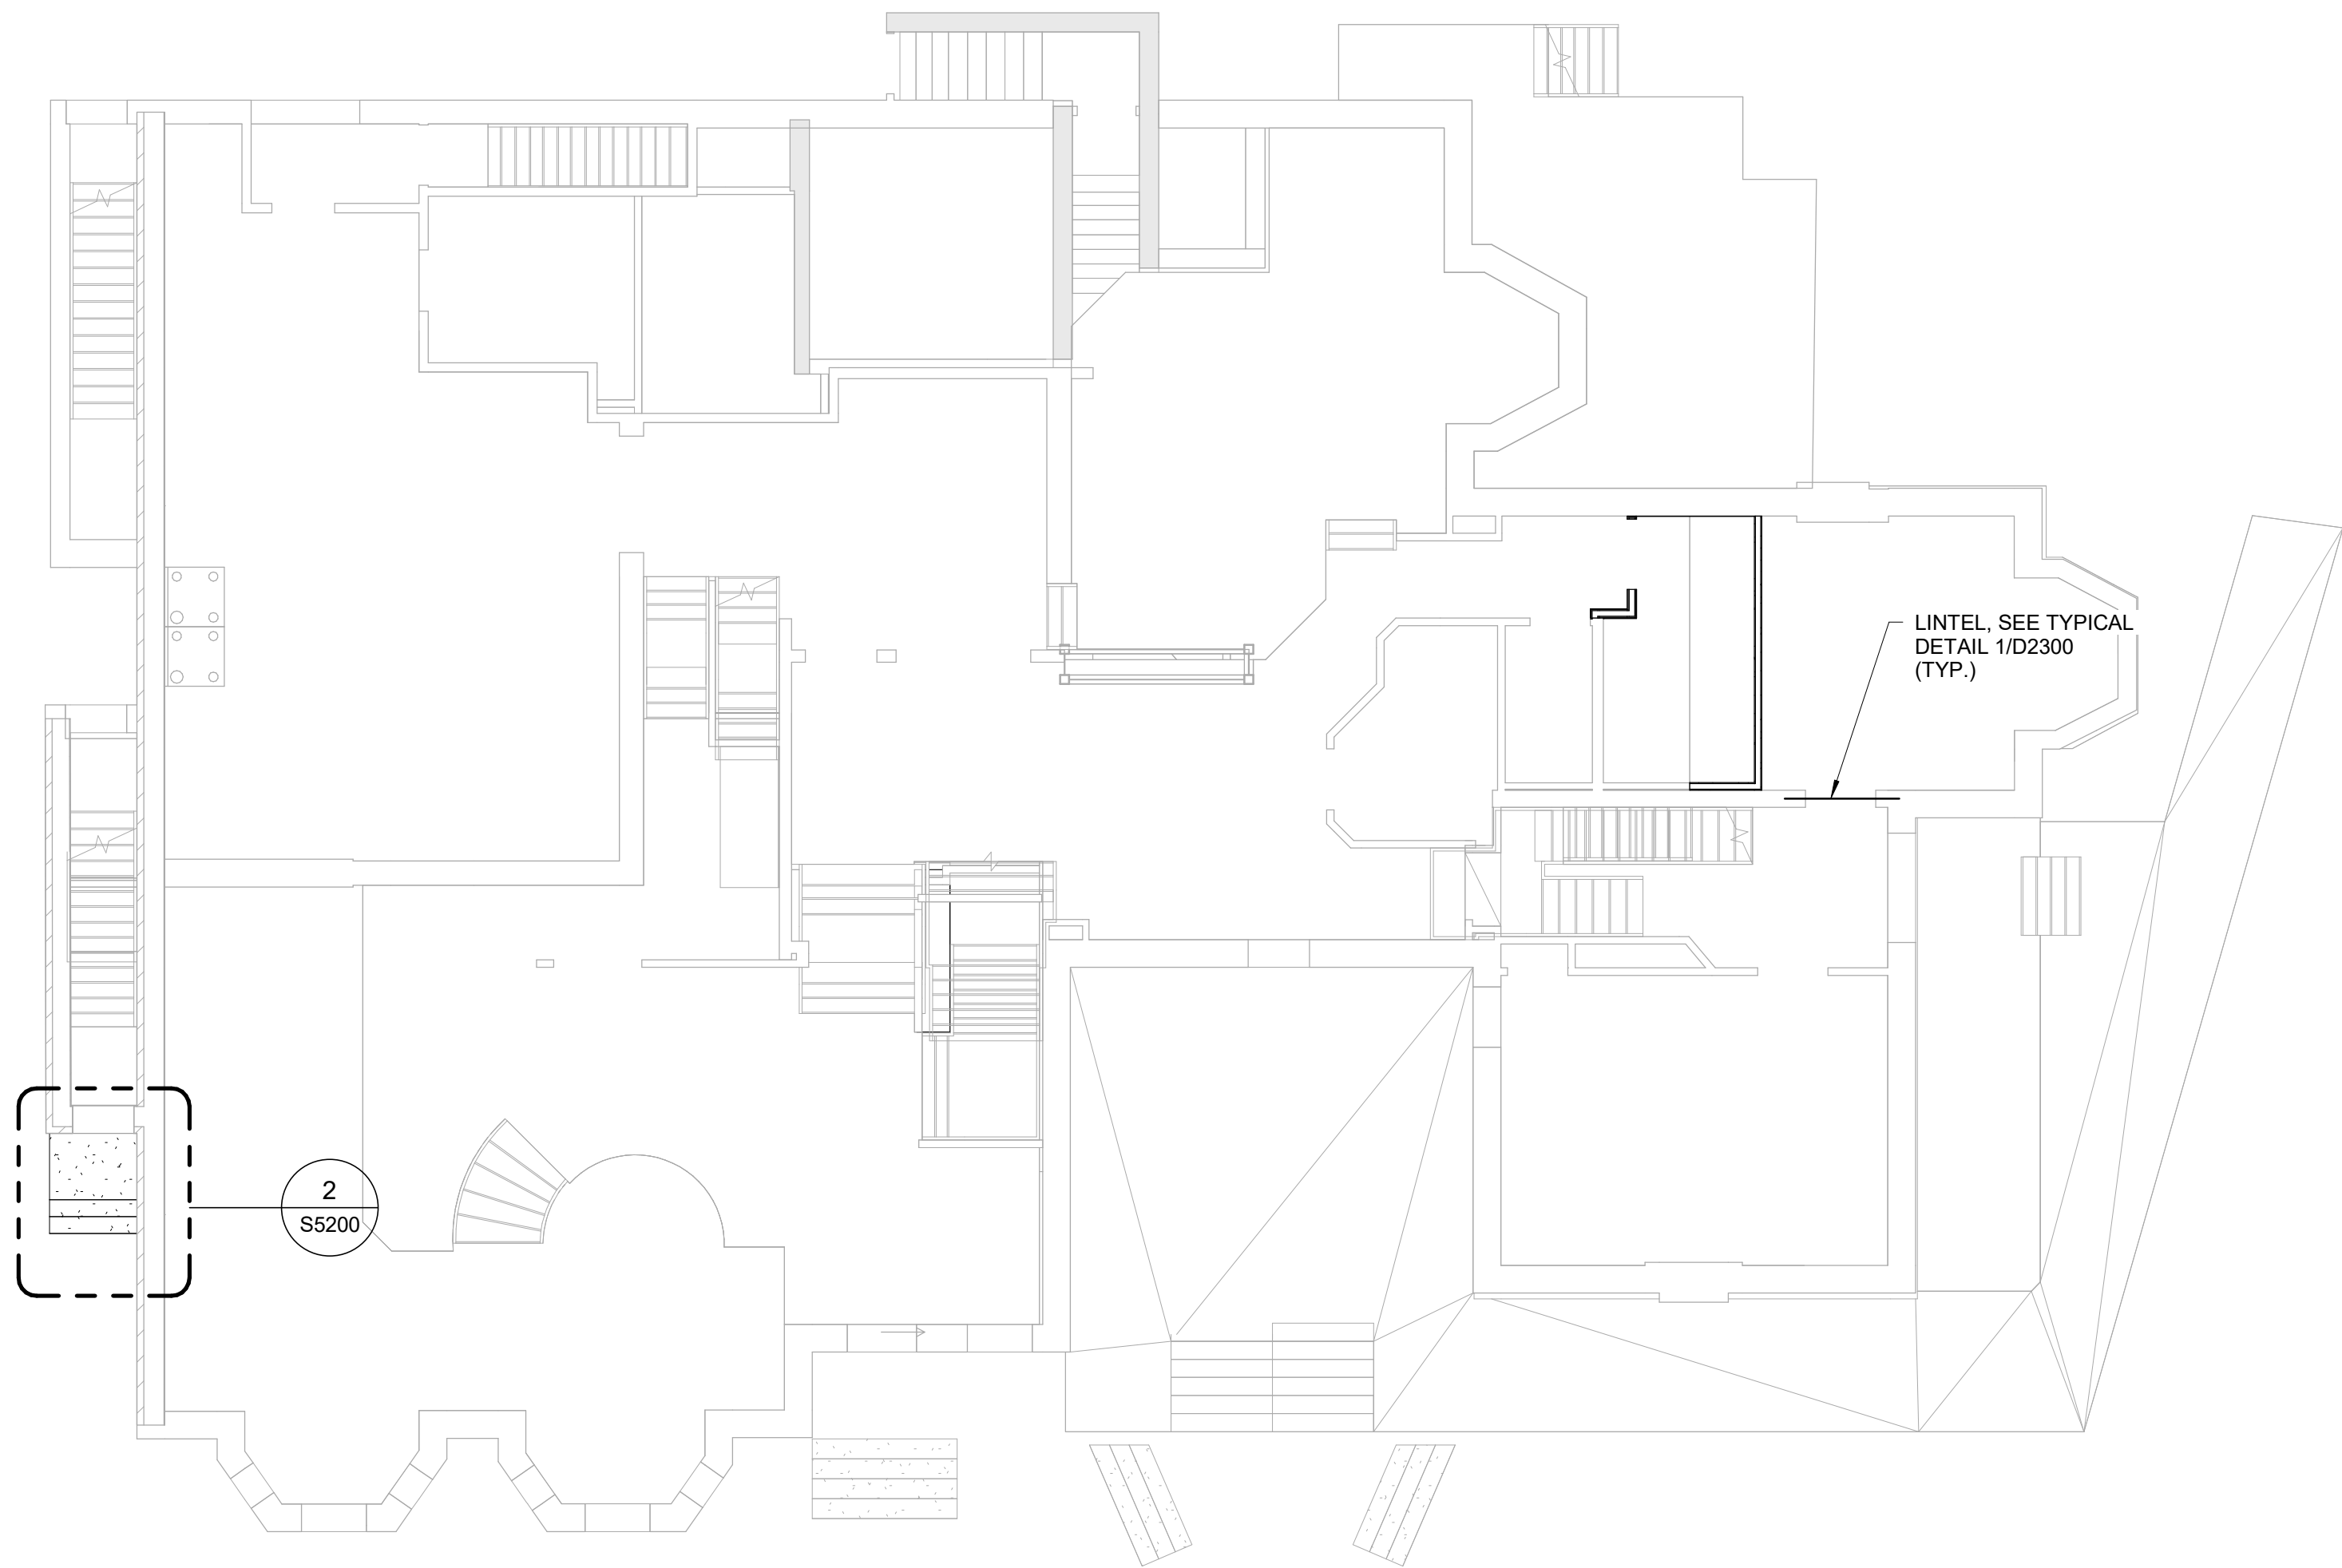 LINTEL, SEE TYPICAL
DETAIL 1/D2300
(TYP.)
2
S5200